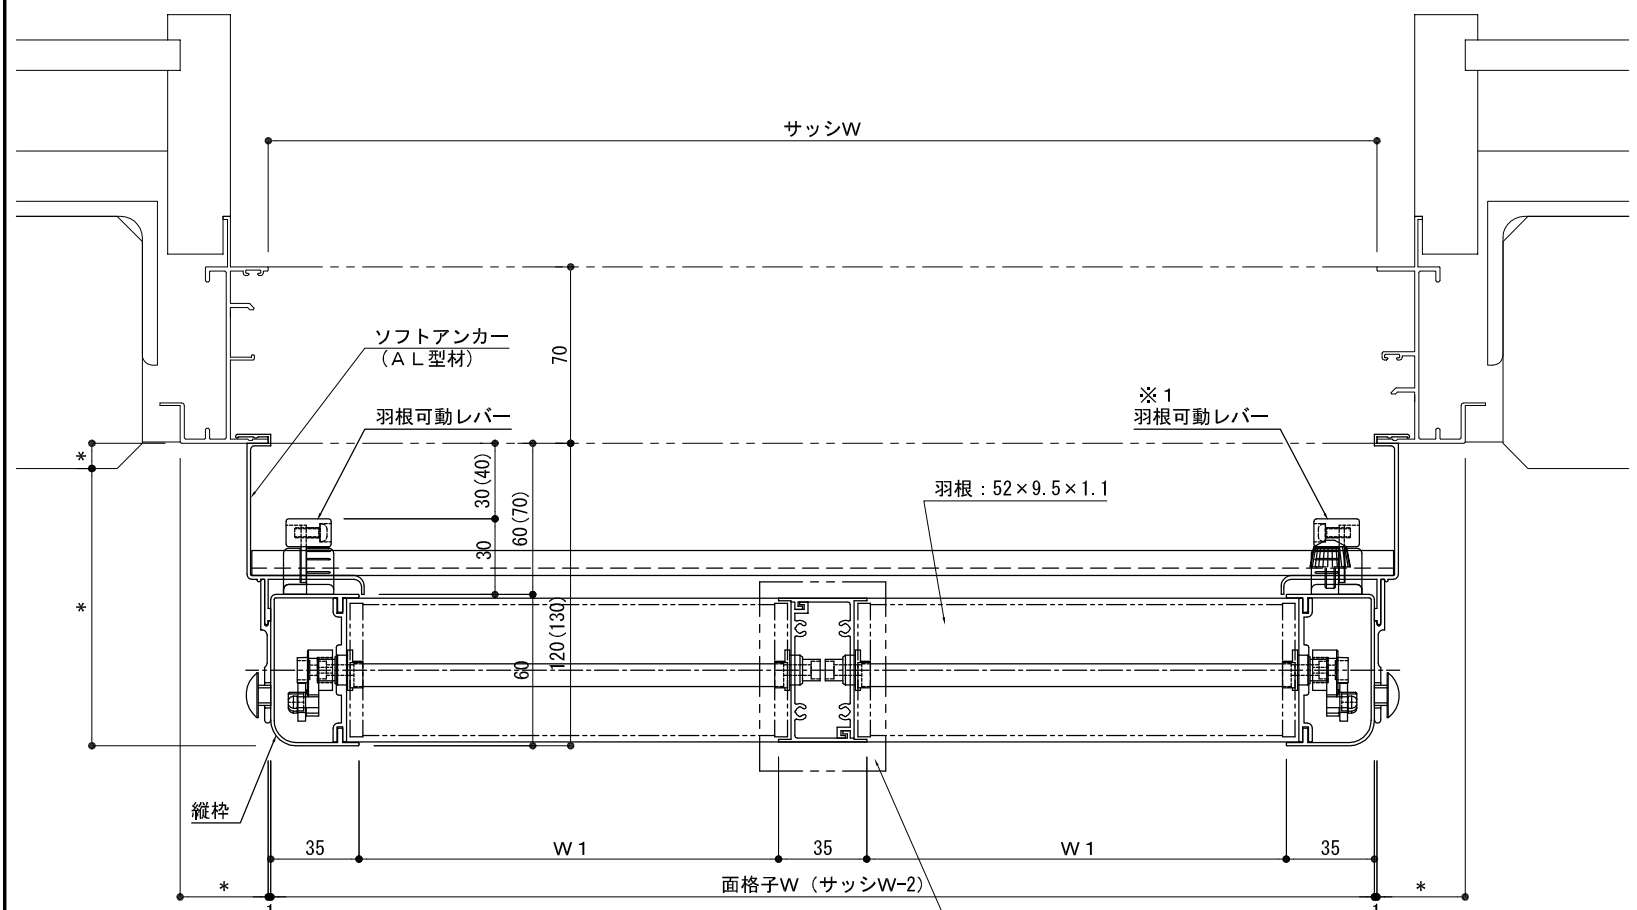 サッシW
ソフトアンカー
(AL型材)
70
※1
羽根可動レバー
羽根可動レバー
*
30(40)
60(70)
羽根:52×9.5×1.1
30
*
120(130)
60
縦枠
35
W1
35
W1
35
*
面格子W(サッシW-2)
*
1
1